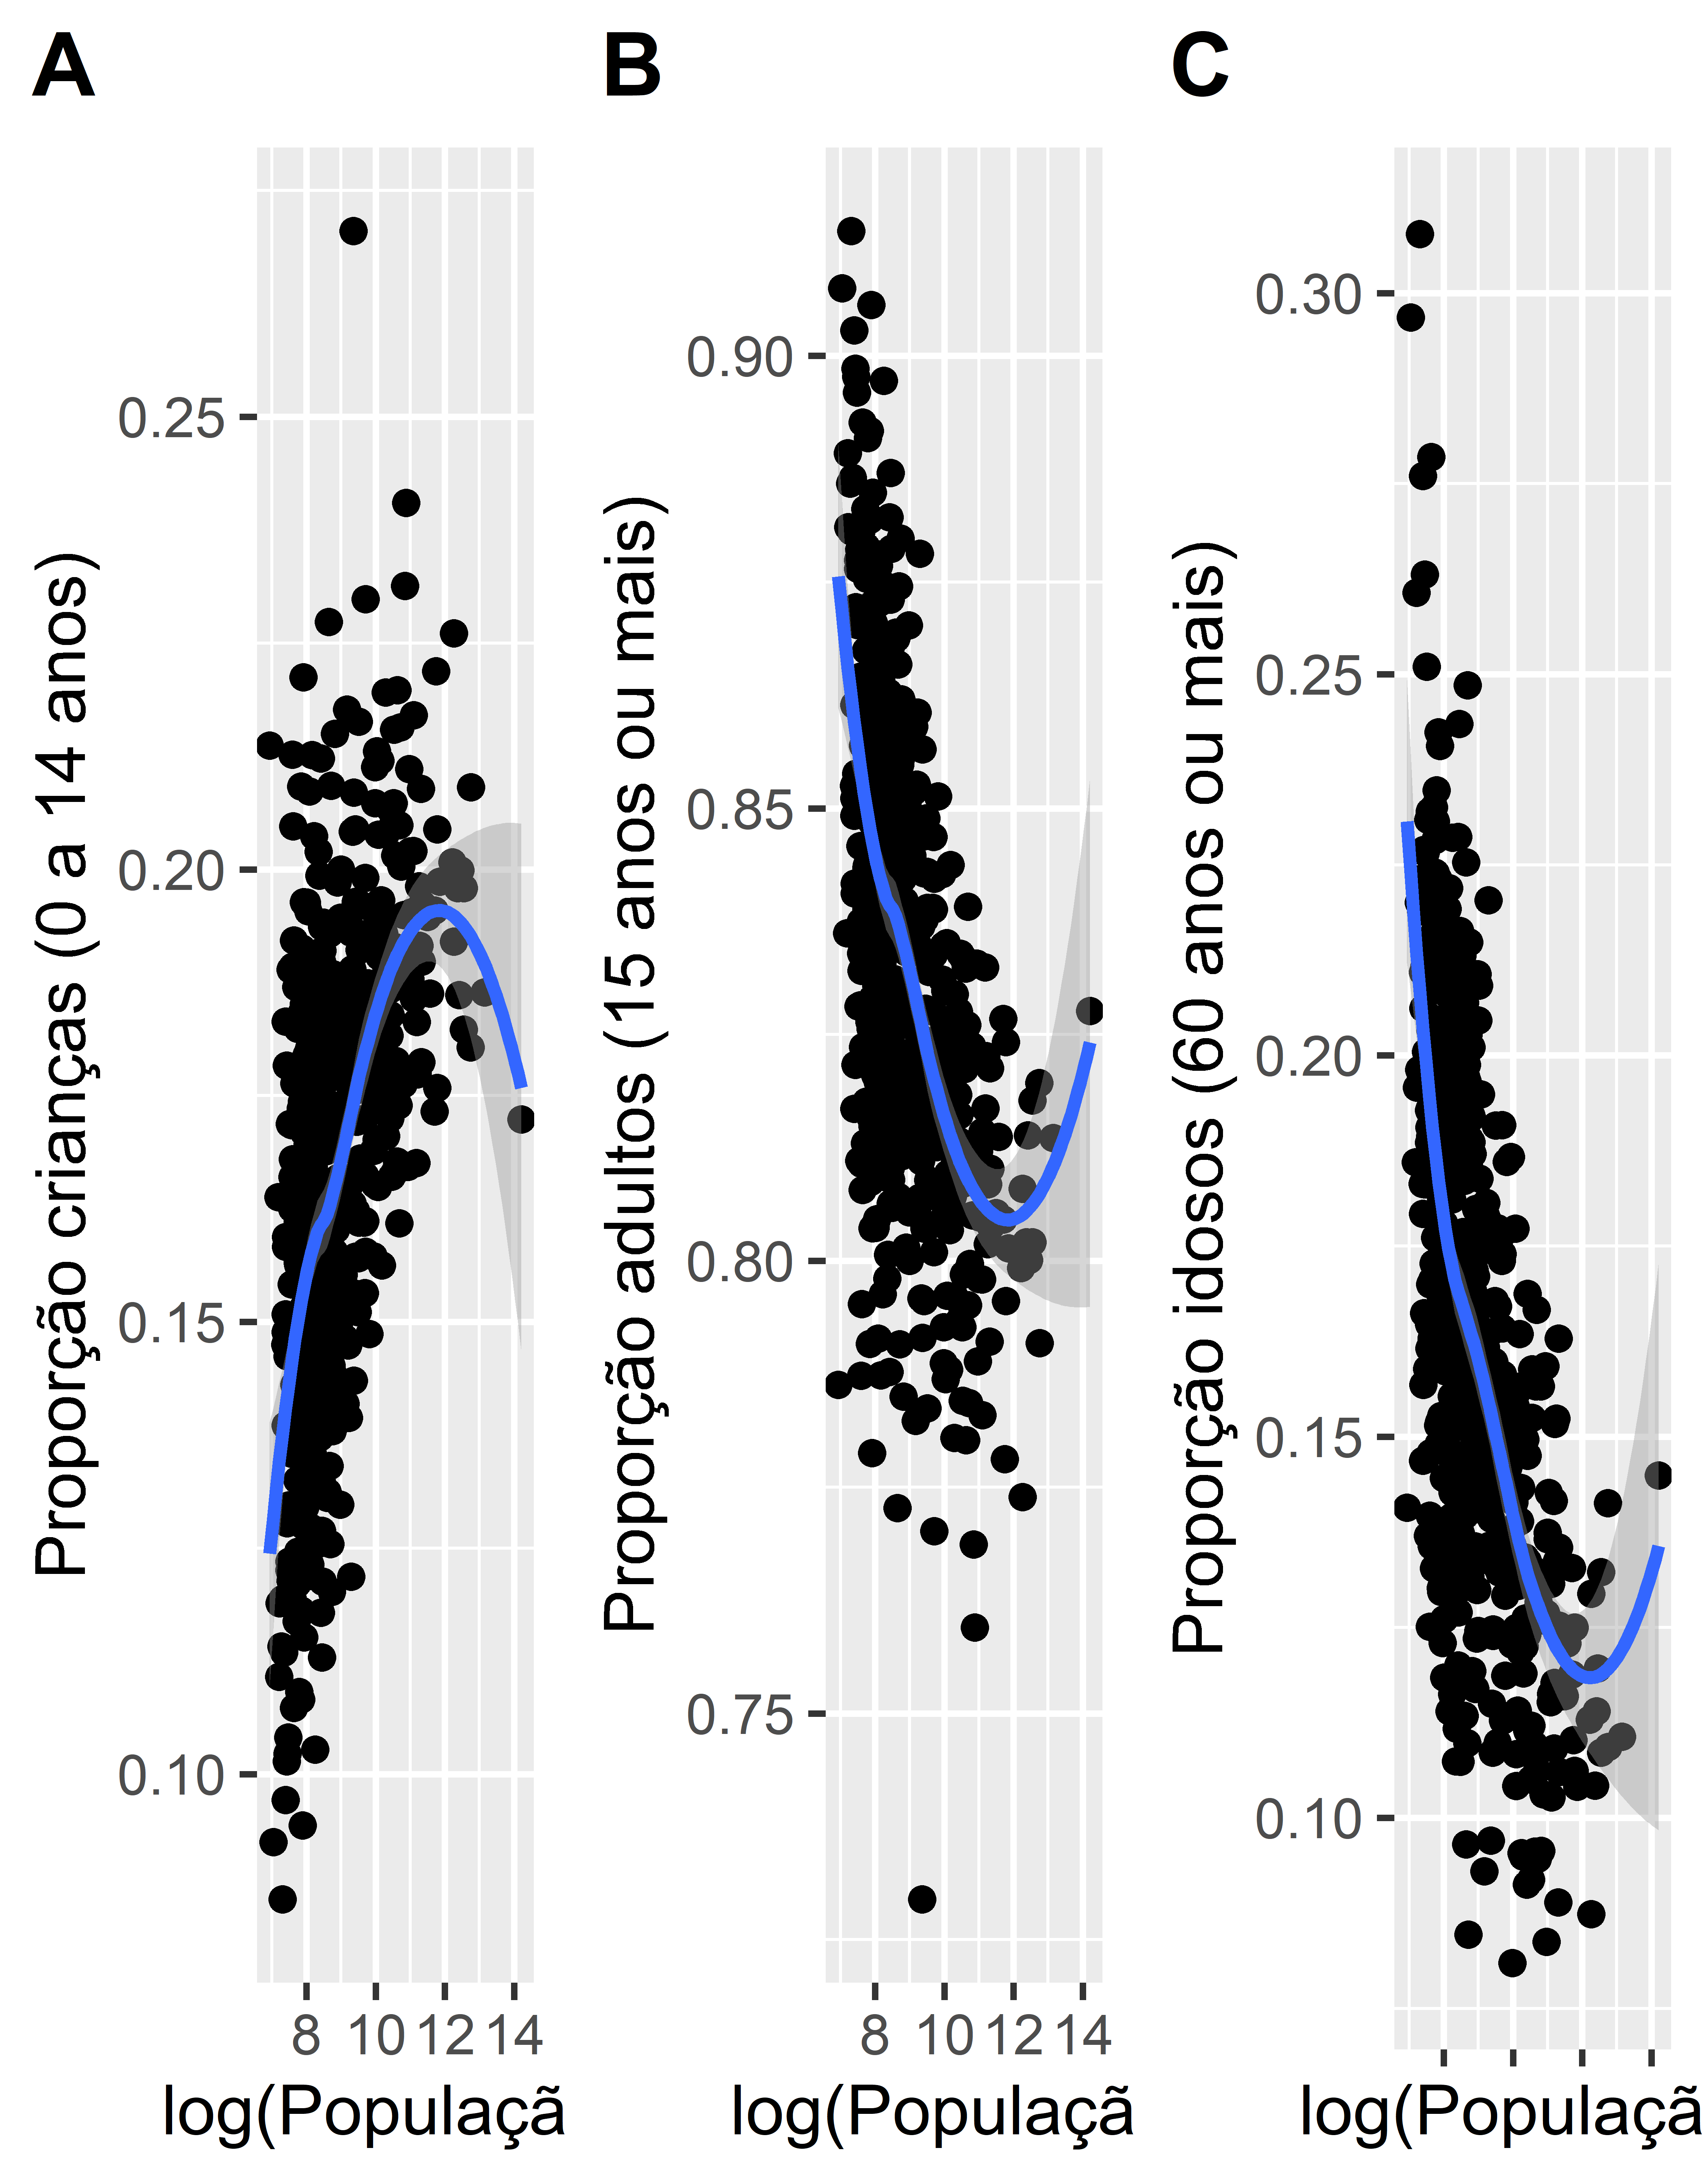 A
B
C
Proporção crianças (0 a 14 anos)
0.25
0.20
0.15
0.10
8 10 12 14
log(Populaçã
Proporção adultos (15 anos ou mais)
0.90
0.85
0.80
0.75
8 10 12 14
log(Populaçã
Proporção idosos (60 anos ou mais)
0.30
0.25
0.20
0.15
0.10
log(Populaçã